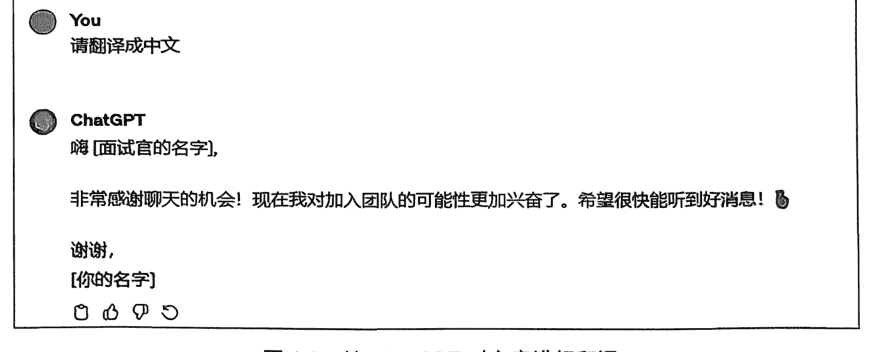 You
请翻译成中文
ChatGPT
嗨 [面试官的名字],
非常感谢聊天的机会！现在我对加入团队的可能性更加兴奋了。希望很快能听到好消息！
谢谢，
[你的名字]